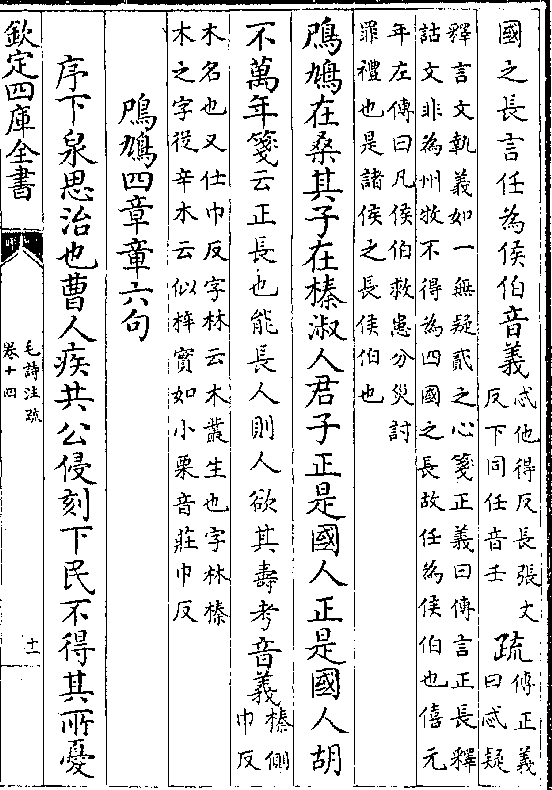 國之長言任為侯伯音義忒他得反長張丈反下同任音壬疏傳正義曰忒疑
釋言文執義如一無疑貳之心箋正義曰傳言正長釋
詁文非為州牧不得為四國之長故任為侯伯也僖元
年左傳曰凡侯伯救患分災討
罪禮也是諸侯之長侯伯也
鳲鳩在桑其子在榛淑人君子正是國人正是國人胡
不萬年箋云正長也能長人則人欲其壽考音義榛側巾反
木名也又仕巾反字林云木叢生也字林榛
木之字從辛木云似梓實如小栗音莊巾反
鳲鳩四章章六句
序下泉思治也曹人疾共公侵刻下民不得其所憂
欽定四庫全書
毛詩注疏
卷十四
十一